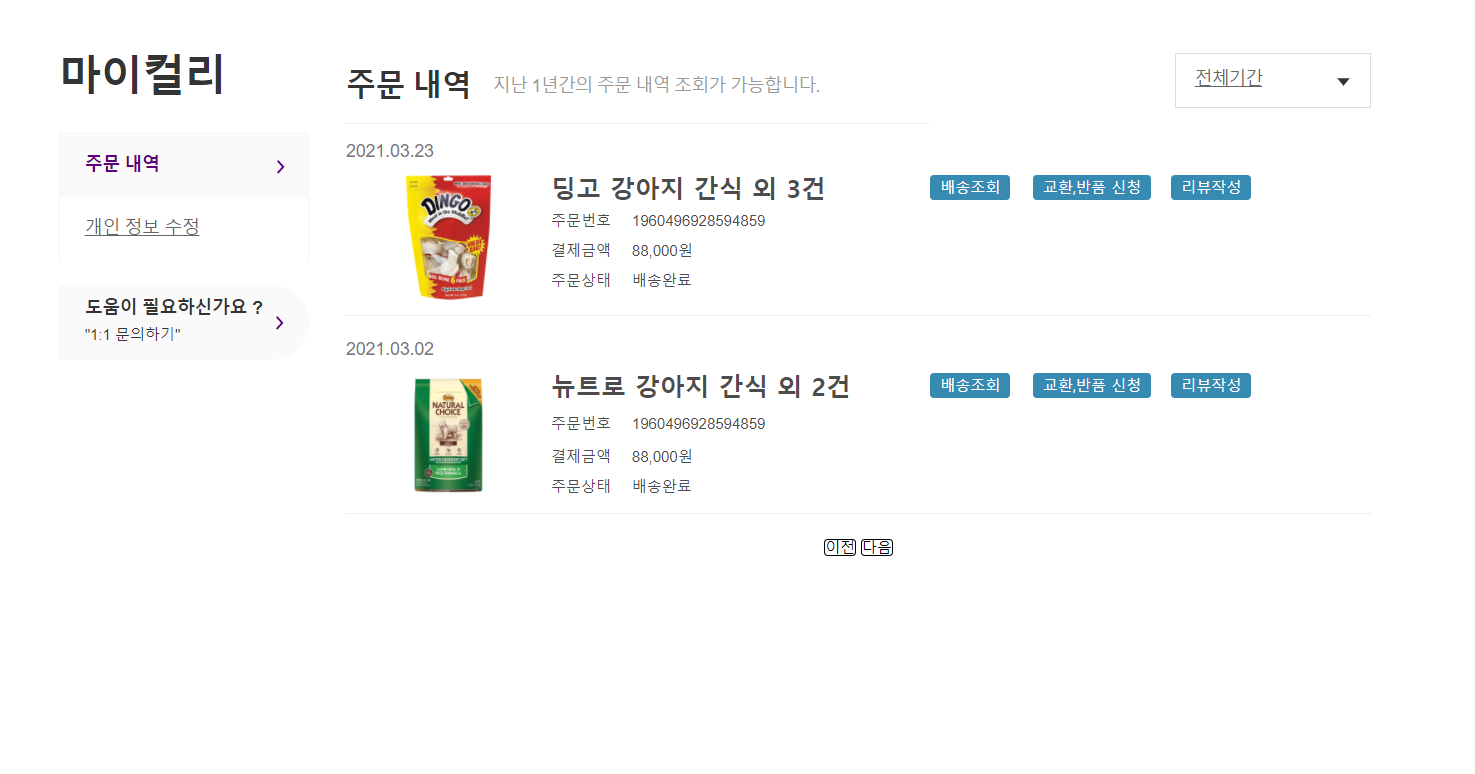 마이컬리
주문 내역
개인 정보 수정
도움이 필요하신가요 ?
"1:1 문의하기"
주문 내역 지난 1년간의 주문 내역 조회가 가능합니다.
전체기간
2021.03.23
DINGO
Meat in the Middle!
BIG BONE 6 PACK
딩고 강아지 간식 외 3건
주문번호 1960496928594859
결제금액 88,000원
주문상태 배송완료
배송조회 교환,반품 신청 리뷰작성
2021.03.02
NATURAL
CHOICE
뉴트로 강아지 간식 외 2건
주문번호 1960496928594859
결제금액 88,000원
주문상태 배송완료
배송조회 교환,반품 신청 리뷰작성
이전 다음